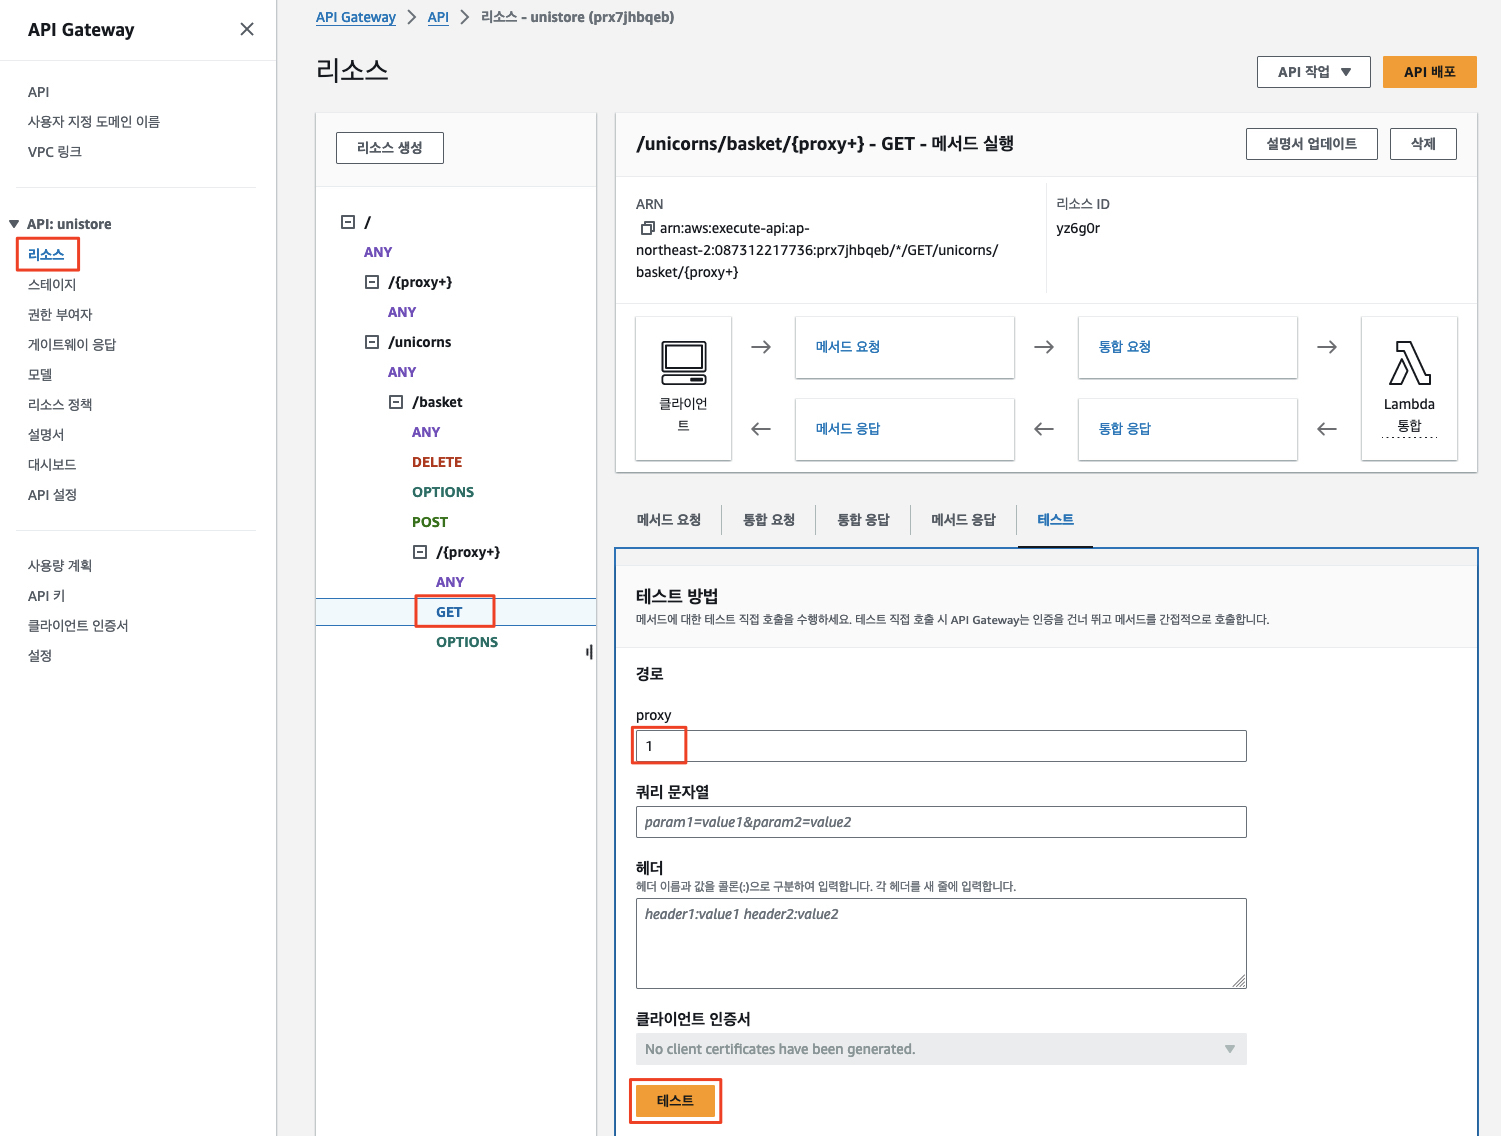 API Gateway
API
사용자 지정 도메인 이름
VPC 링크
API: unistore
리소스
스테이지
권한 부여자
게이트웨이 응답
모델
리소스 정책
설명서
대시보드
API 설정
사용량 계획
API 키
클라이언트 인증서
설정
API Gateway > API > 리소스 - unistore (prx7jhbqeb)
리소스
API 작업
API 배포
리소스 생성
/
ANY
/{proxy+}
ANY
/unicorns
ANY
/basket
ANY
DELETE
OPTIONS
POST
/{proxy+}
ANY
GET
OPTIONS
/unicorns/basket/{proxy+} - GET - 메서드 실행
설명서 업데이트
삭제
ARN
arn:aws:execute-api:ap-
northeast-2:087312217736:prx7jhbqeb/*/GET/unicorns/
basket/{proxy+}
리소스 ID
yz6g0r
클라이언
트
메서드 요청
통합 요청
메서드 응답
통합 응답
Lambda
통합
메서드 요청
통합 요청
통합 응답
메서드 응답
테스트
테스트 방법
메서드에 대한 테스트 직접 호출을 수행하세요. 테스트 직접 호출 시 API Gateway는 인증을 건너 뛰고 메서드를 간접적으로 호출합니다.
경로
proxy
1
쿼리 문자열
param1=value1&param2=value2
헤더
헤더 이름과 값을 콜론(:)으로 구분하여 입력합니다. 각 헤더를 새 줄에 입력합니다.
header1:value1 header2:value2
클라이언트 인증서
No client certificates have been generated.
테스트